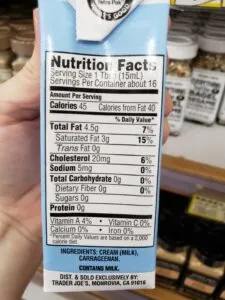 Tetra Pak
IT'S GOOD
Nutrition Facts
Serving Size 1 Tbsp (15mL)
Servings Per Container about 16
Amount Per Serving
Calories 45 Calories from Fat 40
% Daily Value*
Total Fat 4.5g 7%
Saturated Fat 3g 15%
Trans Fat 0g
Cholesterol 20mg 6%
Sodium 5mg 0%
Total Carbohydrate 0g 0%
Dietary Fiber 0g 0%
Sugars 0g
Protein 0g
Vitamin A 4% • Vitamin C 0%
Calcium 0% • Iron 0%
*Percent Daily Values are based on a 2,000
calorie diet.
INGREDIENTS: CREAM (MILK),
CARRAGEENAN.
CONTAINS MILK.
DIST. & SOLD EXCLUSIVELY BY:
TRADER JOE'S, MONROVIA, CA 91016